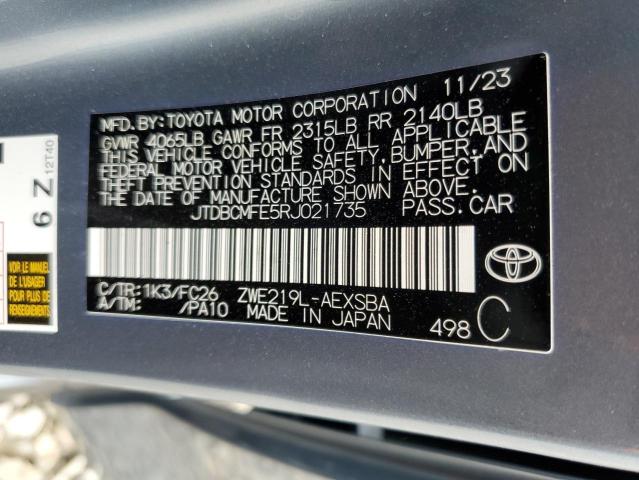 MFD.BY:TOYOTA MOTOR CORPORATION 11/23
GVWR 4065LB GAWR FR 2315LB RR 2140LB
THIS VEHICLE CONFORMS TO ALL APPLICABLE
FEDERAL MOTOR VEHICLE SAFETY,BUMPER,AND
THEFT PREVENTION STANDARDS IN EFFECT ON
THE DATE OF MANUFACTURE SHOWN ABOVE.
JTDBCMFE5RJ021735 PASS.CAR
C/TR:1K3/FC26 ZWE219L-AEXSBA
A/TM: /PA10 MADE IN JAPAN
498 C
6 Z 12T40
VOIR LE MANUEL
DE L'USAGER
POUR PLUS DE
RENSEIGNEMENTS